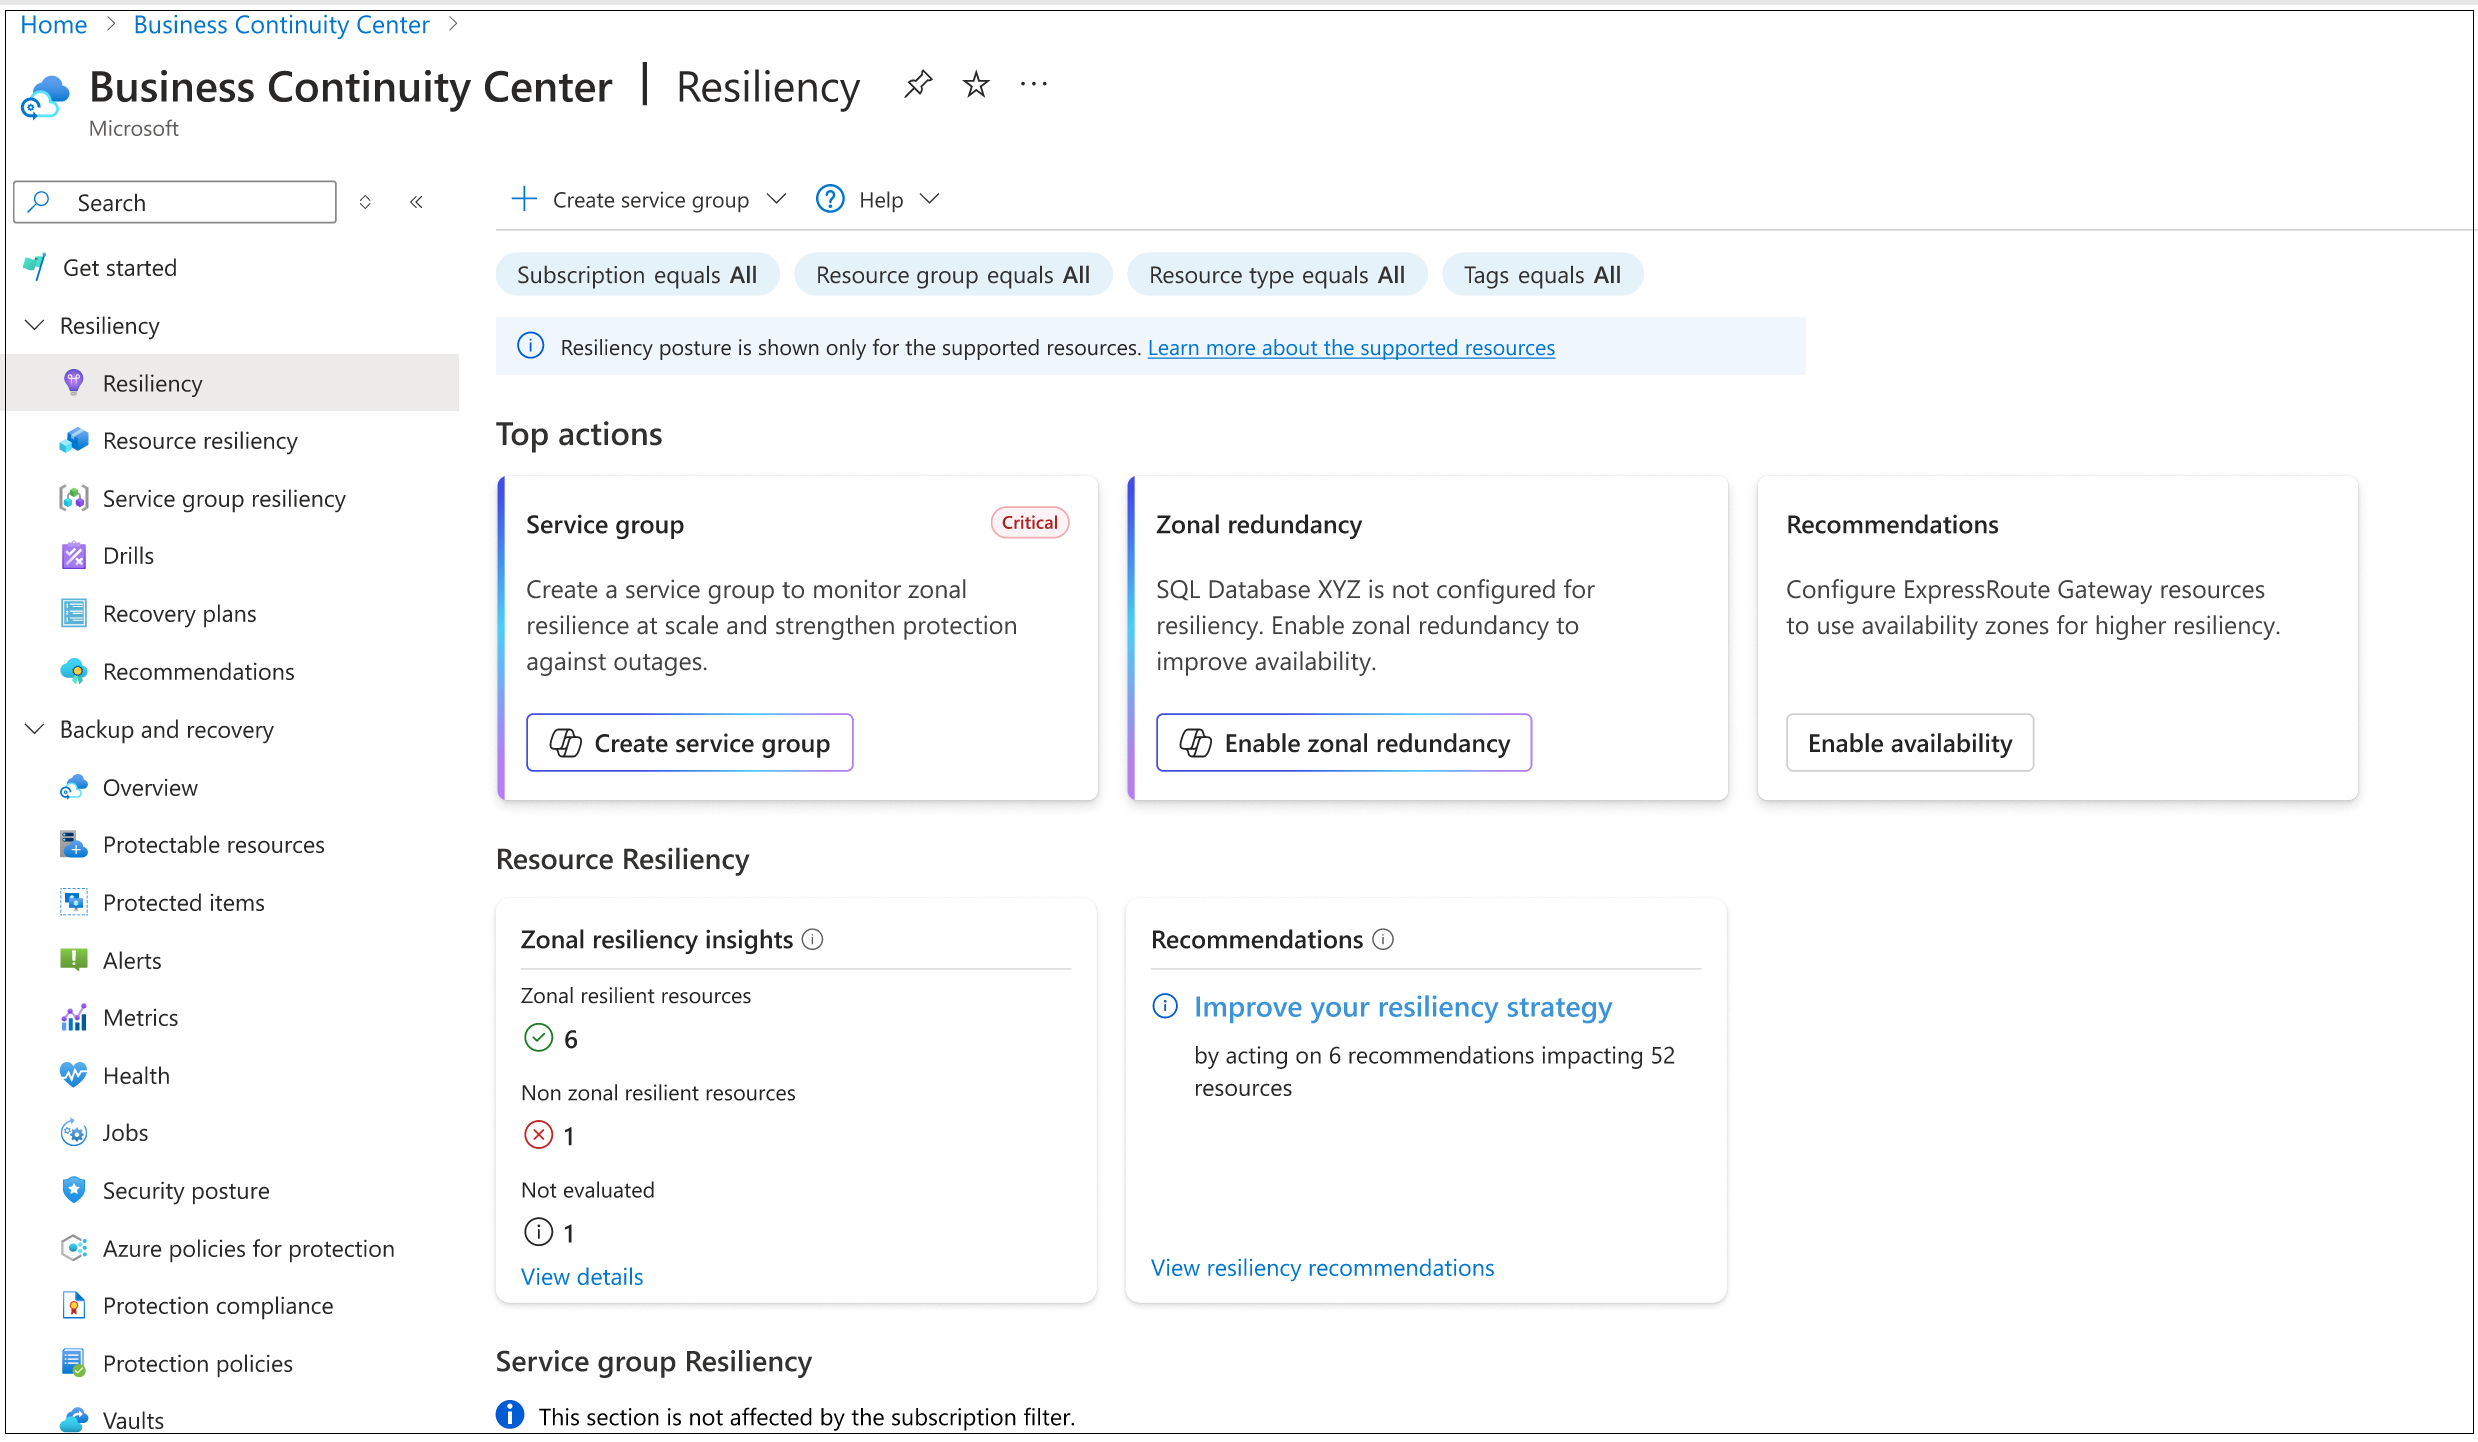 Home > Business Continuity Center >
Business Continuity Center | Resiliency ...
Microsoft
Search
Get started
Resiliency
Resiliency
Resource resiliency
Service group resiliency
Drills
Recovery plans
Recommendations
Backup and recovery
Overview
Protectable resources
Protected items
Alerts
Metrics
Health
Jobs
Security posture
Azure policies for protection
Protection compliance
Protection policies
Vaults
Create service group
Help
Subscription equals All
Resource group equals All
Resource type equals All
Tags equals All
Resiliency posture is shown only for the supported resources. Learn more about the supported resources
Top actions
Service group
Critical
Create a service group to monitor zonal
resilience at scale and strengthen protection
against outages.
Create service group
Zonal redundancy
SQL Database XYZ is not configured for
resiliency. Enable zonal redundancy to
improve availability.
Enable zonal redundancy
Recommendations
Configure ExpressRoute Gateway resources
to use availability zones for higher resiliency.
Enable availability
Resource Resiliency
Zonal resiliency insights
Zonal resilient resources
6
Non zonal resilient resources
1
Not evaluated
1
View details
Recommendations
Improve your resiliency strategy
by acting on 6 recommendations impacting 52
resources
View resiliency recommendations
Service group Resiliency
This section is not affected by the subscription filter.